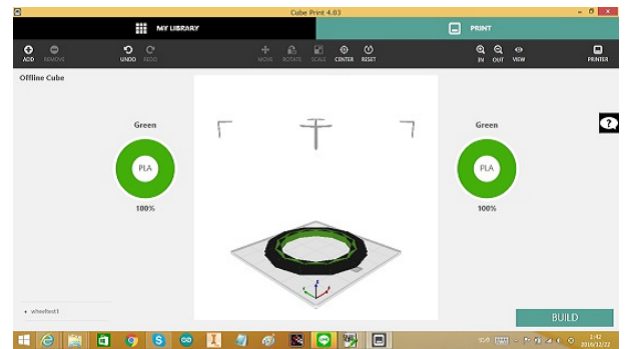 Cube Print 4.03
MY LIBRARY
PRINT
ADD REMOVE UNDO REDO MOVE ROTATE SCALE CENTER RESET IN OUT VIEW PRINTER
Offline Cube
Green
Green
PLA
PLA
100%
100%
wheeltest1
BUILD
1:42
2016/12/22